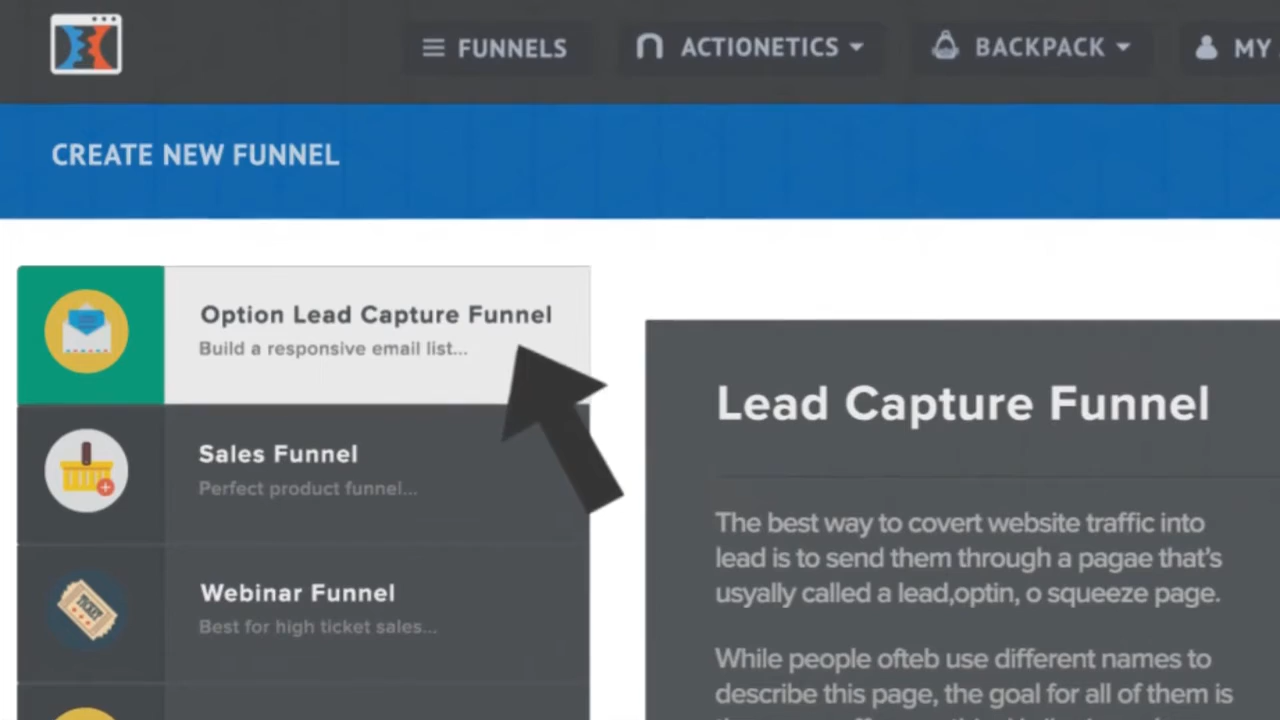 FUNNELS
ACTIONETICS
BACKPACK
MY
CREATE NEW FUNNEL
Option Lead Capture Funnel
Build a responsive email list...
Sales Funnel
Perfect product funnel...
Webinar Funnel
Best for high ticket sales...
Lead Capture Funnel
The best way to covert website traffic into
lead is to send them through a pagae that's
usyally called a lead,optin, o squeeze page.
While people ofteb use different names to
describe this page, the goal for all of them is